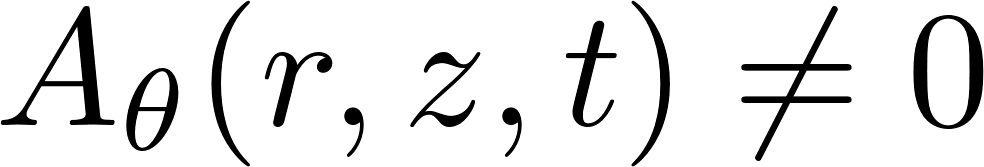 A_θ (r, z, t) ≠ 0